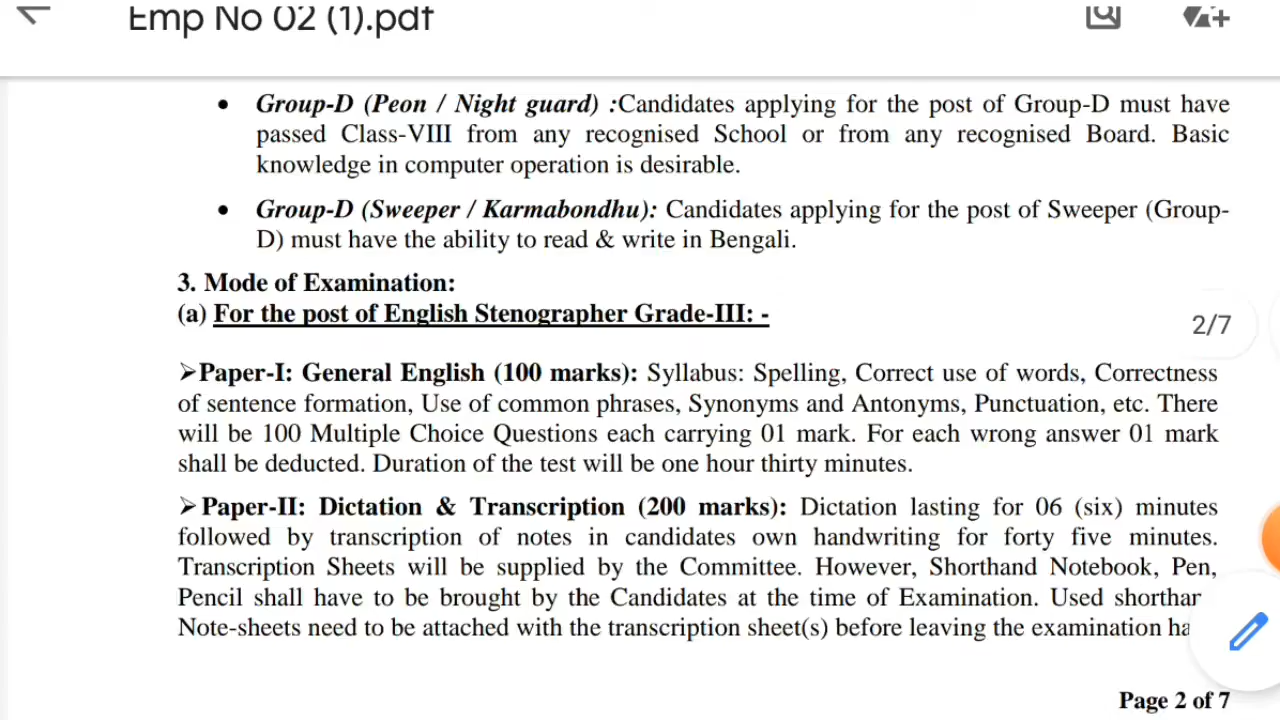 Emp No 02 (1).pdf
• Group-D (Peon / Night guard) :Candidates applying for the post of Group-D must have
passed Class-VIII from any recognised School or from any recognised Board. Basic
knowledge in computer operation is desirable.
• Group-D (Sweeper / Karmabondhu): Candidates applying for the post of Sweeper (Group-
D) must have the ability to read & write in Bengali.
3. Mode of Examination:
(a) For the post of English Stenographer Grade-III: -
2/7
➤Paper-I: General English (100 marks): Syllabus: Spelling, Correct use of words, Correctness
of sentence formation, Use of common phrases, Synonyms and Antonyms, Punctuation, etc. There
will be 100 Multiple Choice Questions each carrying 01 mark. For each wrong answer 01 mark
shall be deducted. Duration of the test will be one hour thirty minutes.
➤Paper-II: Dictation & Transcription (200 marks): Dictation lasting for 06 (six) minutes
followed by transcription of notes in candidates own handwriting for forty five minutes.
Transcription Sheets will be supplied by the Committee. However, Shorthand Notebook, Pen,
Pencil shall have to be brought by the Candidates at the time of Examination. Used
Note-sheets need to be attached with the transcription sheet(s) before leaving the examination
Page 2 of 7